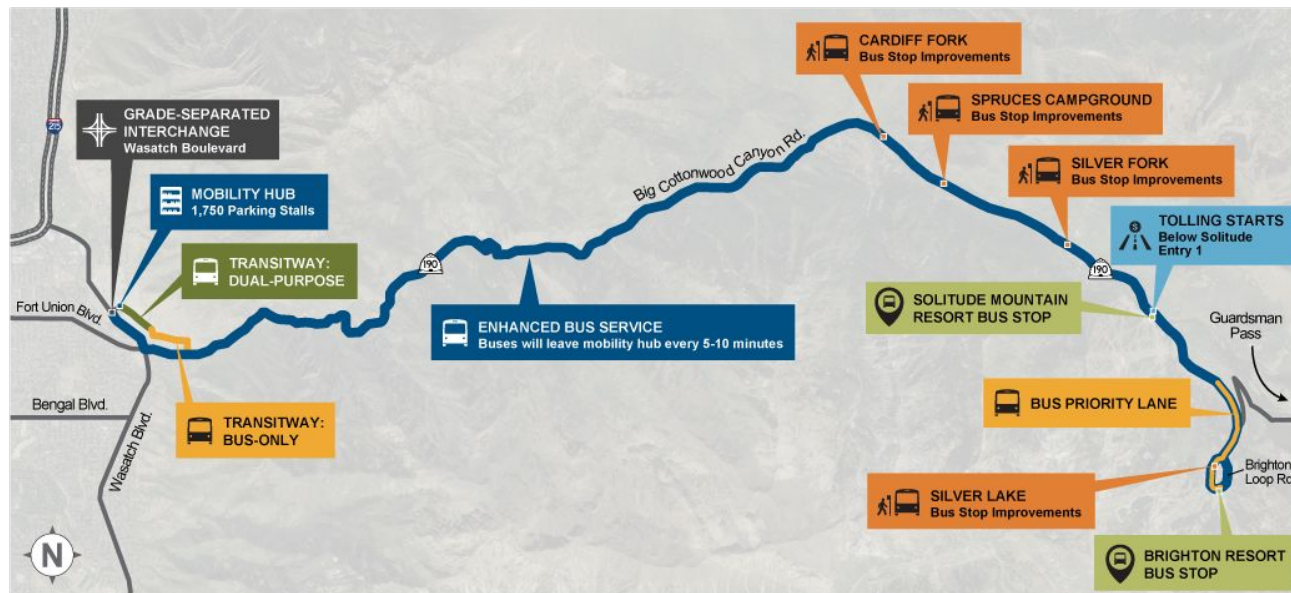 CARDIFF FORK
Bus Stop Improvements
SPRUCES CAMPGROUND
Bus Stop Improvements
SILVER FORK
Bus Stop Improvements
215
GRADE-SEPARATED
INTERCHANGE
Wasatch Boulevard
MOBILITY HUB
1,750 Parking Stalls
TRANSITWAY:
DUAL-PURPOSE
Big Cottonwood Canyon Rd.
190
190
TOLLING STARTS
Below Solitude
Entry 1
SOLITUDE MOUNTAIN
RESORT BUS STOP
Guardsman
Pass
Fort Union Blvd.
ENHANCED BUS SERVICE
Buses will leave mobility hub every 5-10 minutes
Bengal Blvd.
Wasatch Blvd.
TRANSITWAY:
BUS-ONLY
BUS PRIORITY LANE
Brighton
Loop Rd
SILVER LAKE
Bus Stop Improvements
BRIGHTON RESORT
BUS STOP
N